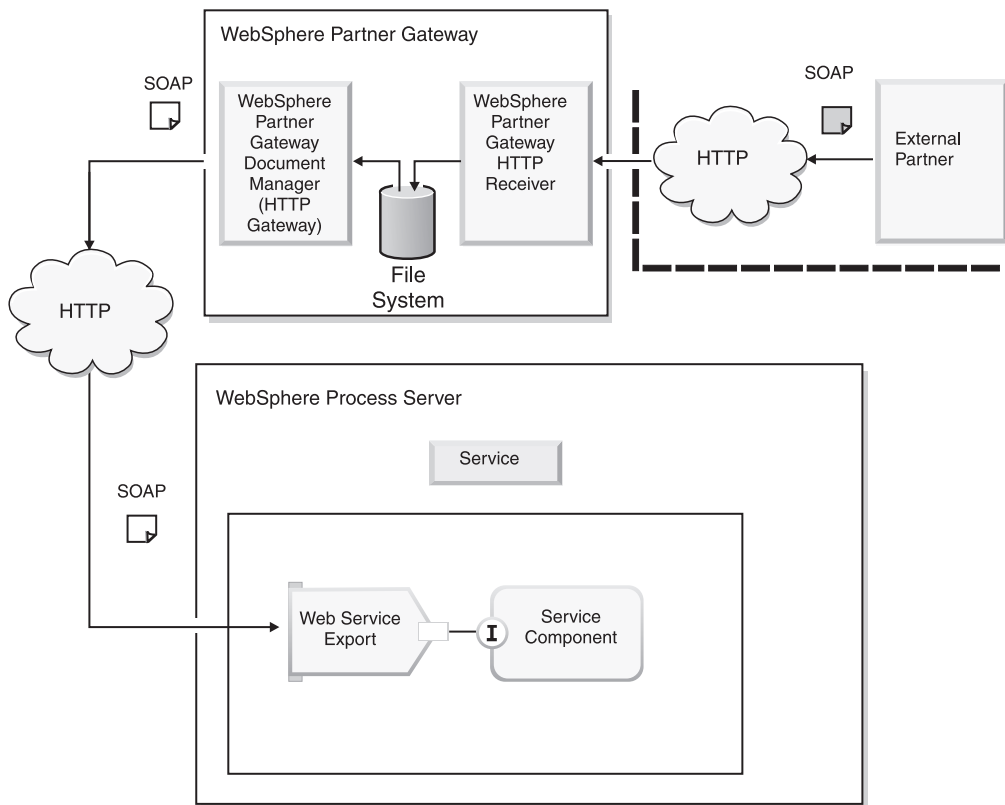 WebSphere Partner Gateway
SOAP
WebSphere
Partner
Gateway
Document
Manager
(HTTP
Gateway)
WebSphere
Partner
Gateway
HTTP
Receiver
File
System
HTTP
SOAP
External
Partner
HTTP
WebSphere Process Server
Service
SOAP
Web Service
Export
I
Service
Component